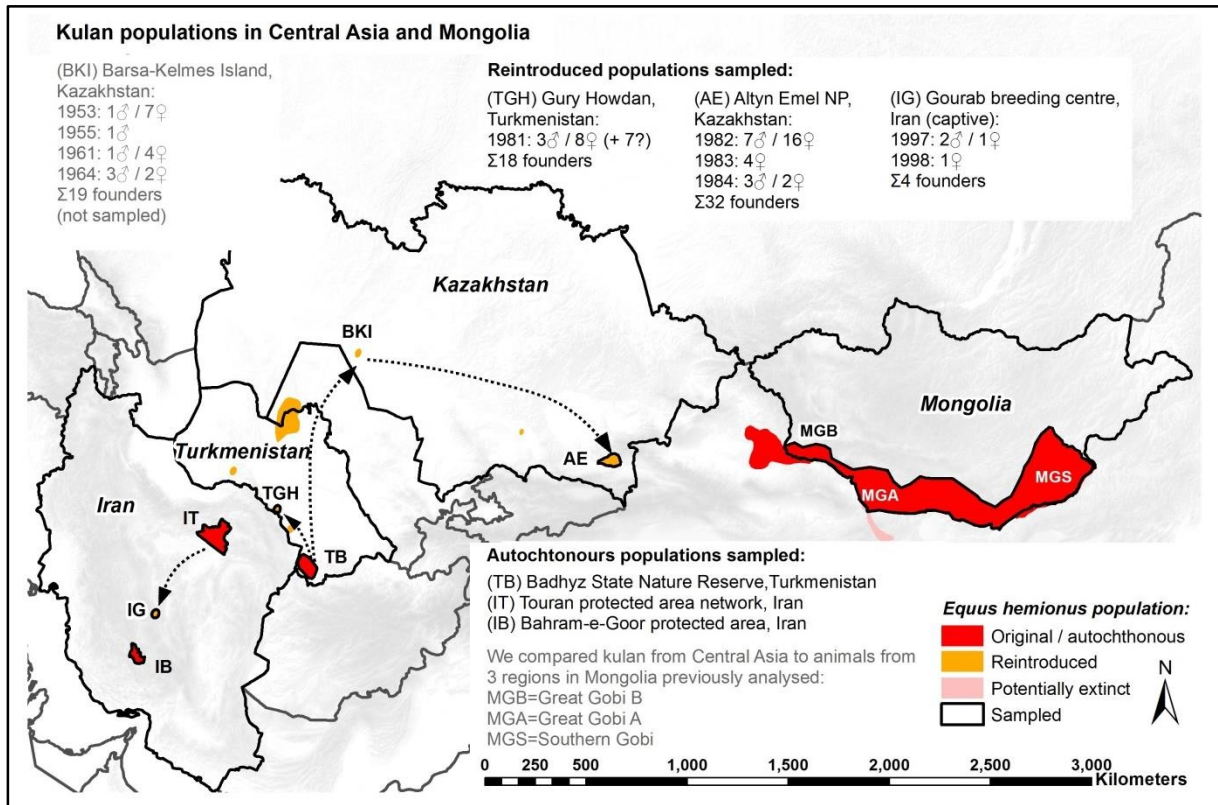 Kulan populations in Central Asia and Mongolia
(BKI) Barsa-Kelmes Island,
Kazakhstan:
1953: 1♂ / 7♀
1955: 1♂
1961: 1♂ / 4♀
1964: 3♂ / 2♀
Σ19 founders
(not sampled)
Reintroduced populations sampled:
(TGH) Gury Howdan,
Turkmenistan:
1981: 3♂ / 8♀ (+ 7?)
Σ18 founders
(AE) Altyn Emel NP,
Kazakhstan:
1982: 7♂ / 16♀
1983: 4♀
1984: 3♂ / 2♀
Σ32 founders
(IG) Gourab breeding centre,
Iran (captive):
1997: 2♂ / 1♀
1998: 1♀
Σ4 founders
Kazakhstan
BKI
Mongolia
MGB
Turkmenistan
AE
MGS
MGA
TGH
Iran
IT
TB
IG
IB
Autochtonours populations sampled:
(TB) Badhyz State Nature Reserve,Turkmenistan
(IT) Touran protected area network, Iran
(IB) Bahram-e-Goor protected area, Iran
We compared kulan from Central Asia to animals from
3 regions in Mongolia previously analysed:
MGB=Great Gobi B
MGA=Great Gobi A
MGS=Southern Gobi
Equus hemionus population:
Original / autochthonous
Reintroduced
Potentially extinct
Sampled
N
0 250 500 1,000 1,500 2,000 2,500 3,000
Kilometers